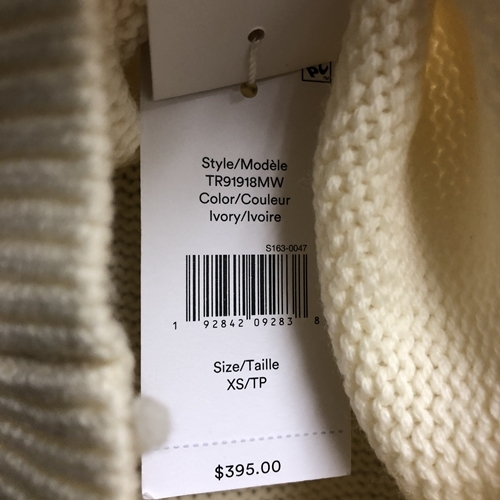 Style/Modèle
TR91918MW
Color/Couleur
Ivory/Ivoire
S163-0047
1 92842 09283 8
Size/Taille
XS/TP
$395.00